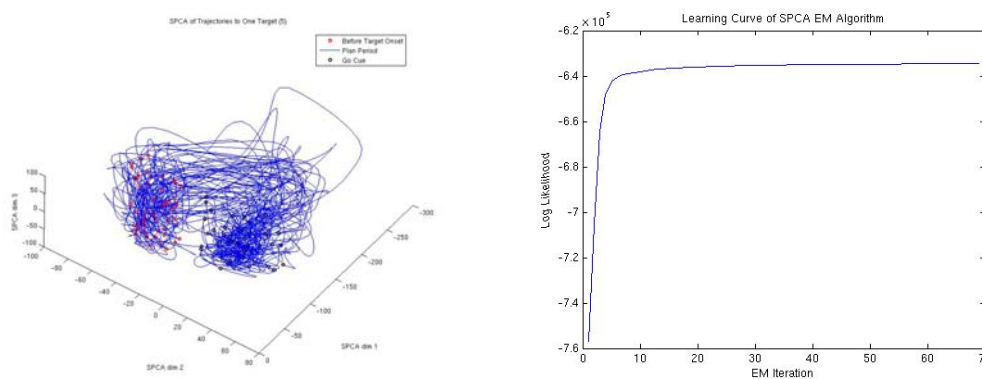 SPCA of Trajectories to One Target (5)
Before Target Onset
Plan Period
Go Cue
SPCA dim 3
100
50
0
-50
-100
-100
-80
-60
-40
-20
0
20
40
60
80
SPCA dim 2
0
-50
-100
-150
-200
-250
-300
SPCA dim 1
Learning Curve of SPCA EM Algorithm
x 10^5
-6.2
-6.4
-6.6
-6.8
-7
-7.2
-7.4
-7.6
Log Likelihood
0 10 20 30 40 50 60 70
EM Iteration